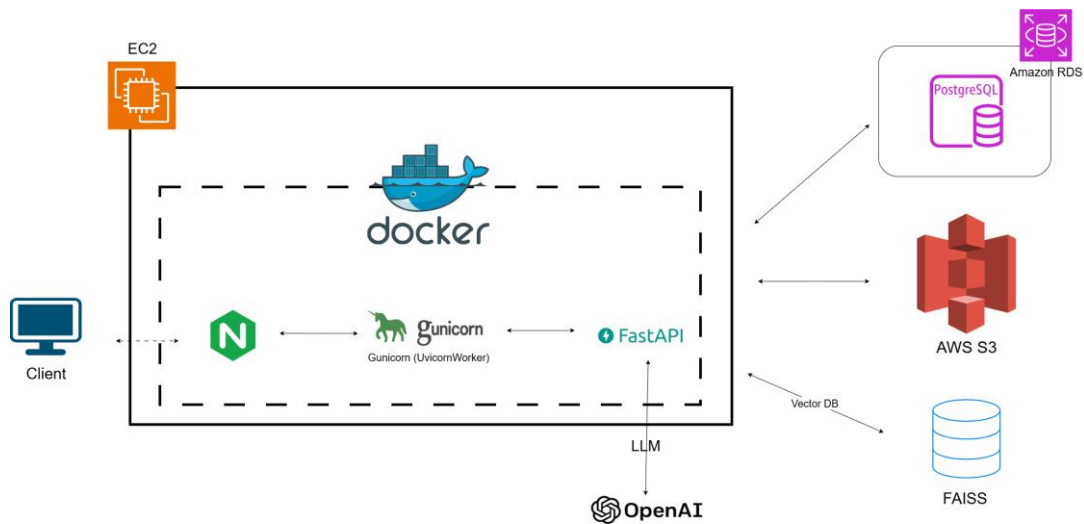 EC2
Amazon RDS
PostgreSQL
docker
Client
N
gunicorn
Gunicorn (UvicornWorker)
FastAPI
AWS S3
Vector DB
LLM
FAISS
OpenAI